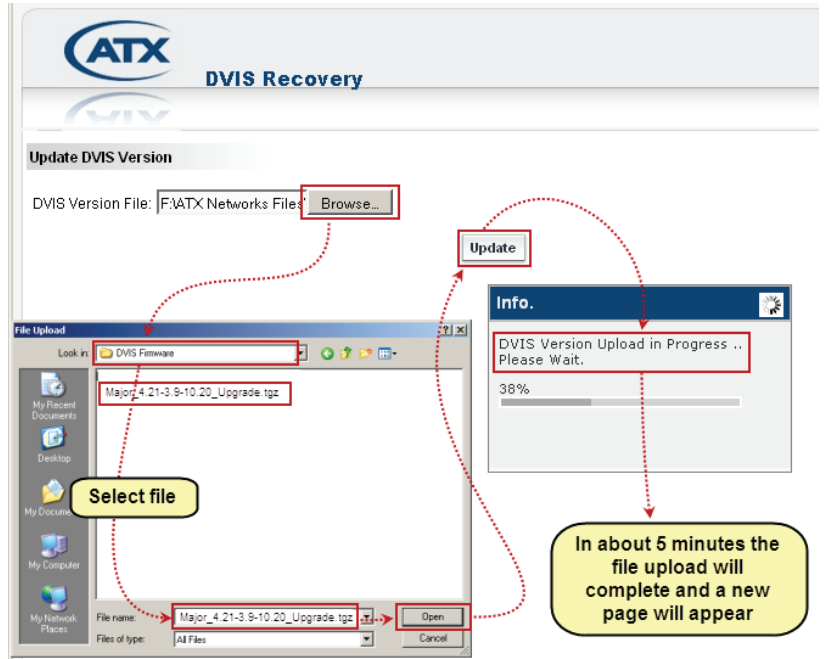 ATX
DVIS Recovery
Update DVIS Version
DVIS Version File: F:\ATX Networks Files\ Browse...
Update
Info.
DVIS Version Upload in Progress ..
Please Wait.
38%
File Upload
Look in: DVIS Firmware
Major_4.21-3.9-10.20_Upgrade.tgz
My Recent
Documents
Desktop
Select file
My Docume
My Computer
My Network
Places
File name: Major_4.21-3.9-10.20_Upgrade.tgz Open
Files of type: All Files Cancel
In about 5 minutes the
file upload will
complete and a new
page will appear